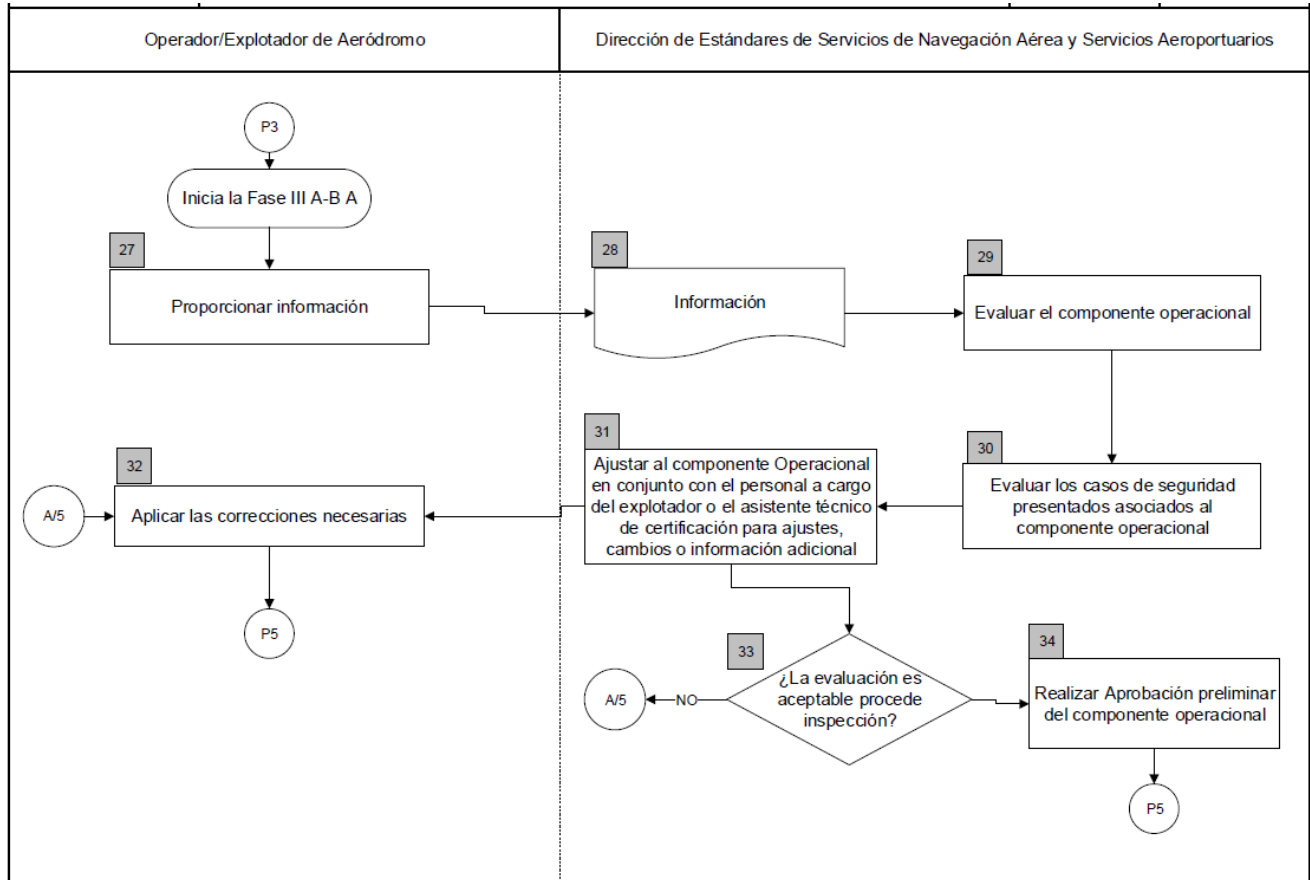 Operador/Explotador de Aeródromo
Dirección de Estándares de Servicios de Navegación Aérea y Servicios Aeroportuarios
P3
Inicia la Fase III A-B A
27
Proporcionar información
28
Información
29
Evaluar el componente operacional
30
Evaluar los casos de seguridad
presentados asociados al
componente operacional
31
Ajustar al componente Operacional
en conjunto con el personal a cargo
del explotador o el asistente técnico
de certificación para ajustes,
cambios o información adicional
32
A/5
Aplicar las correcciones necesarias
P5
33
¿La evaluación es
aceptable procede
inspección?
NO
A/5
34
Realizar Aprobación preliminar
del componente operacional
P5